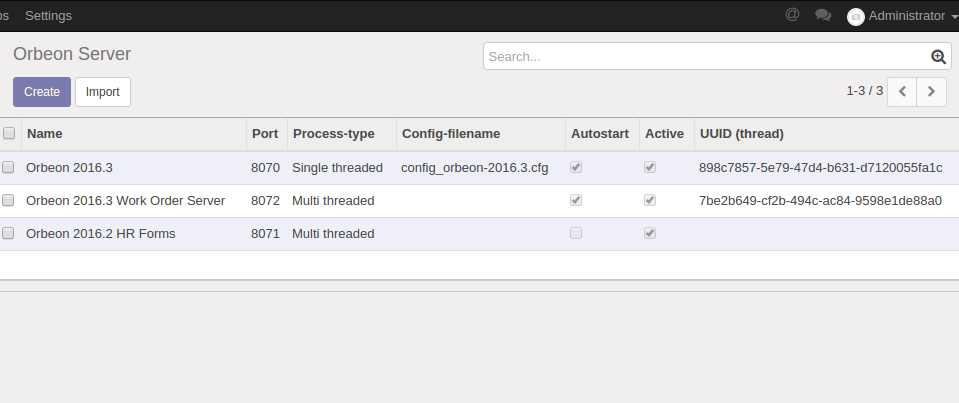 Settings @ Administrator
Orbeon Server Search...
Create Import 1-3 / 3
Name Port Process-type Config-filename Autostart Active UUID (thread)
Orbeon 2016.3 8070 Single threaded config_orbeon-2016.3.cfg 898c7857-5e79-47d4-b631-d7120055fa1c
Orbeon 2016.3 Work Order Server 8072 Multi threaded 7be2b649-cf2b-494c-ac84-9598e1de88a0
Orbeon 2016.2 HR Forms 8071 Multi threaded